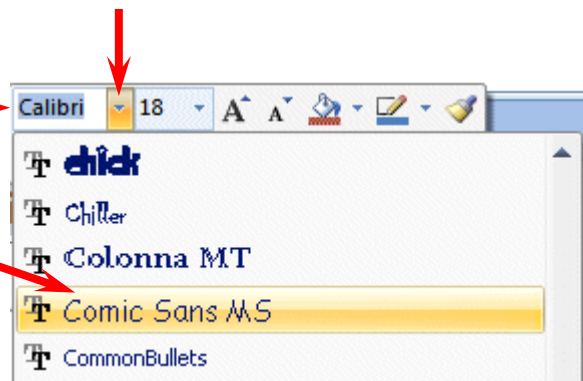 Calibri 18 A A
chick
Chiller
Colonna MT
Comic Sans MS
CommonBullets